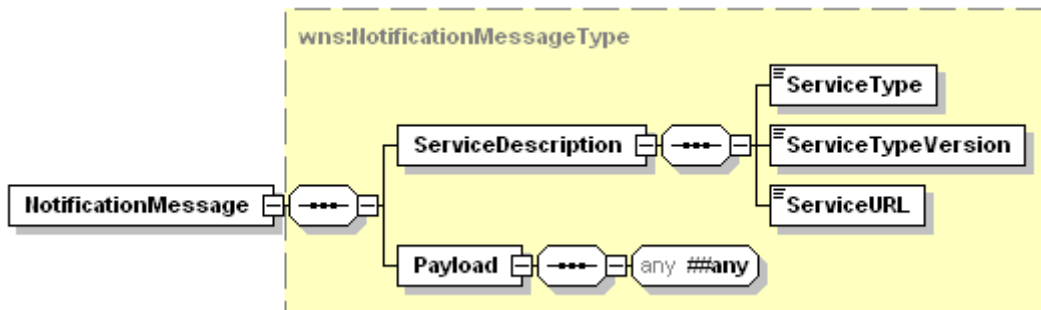 wns:NotificationMessageType
ServiceType
ServiceDescription
ServiceTypeVersion
NotificationMessage
ServiceURL
Payload
any ##any